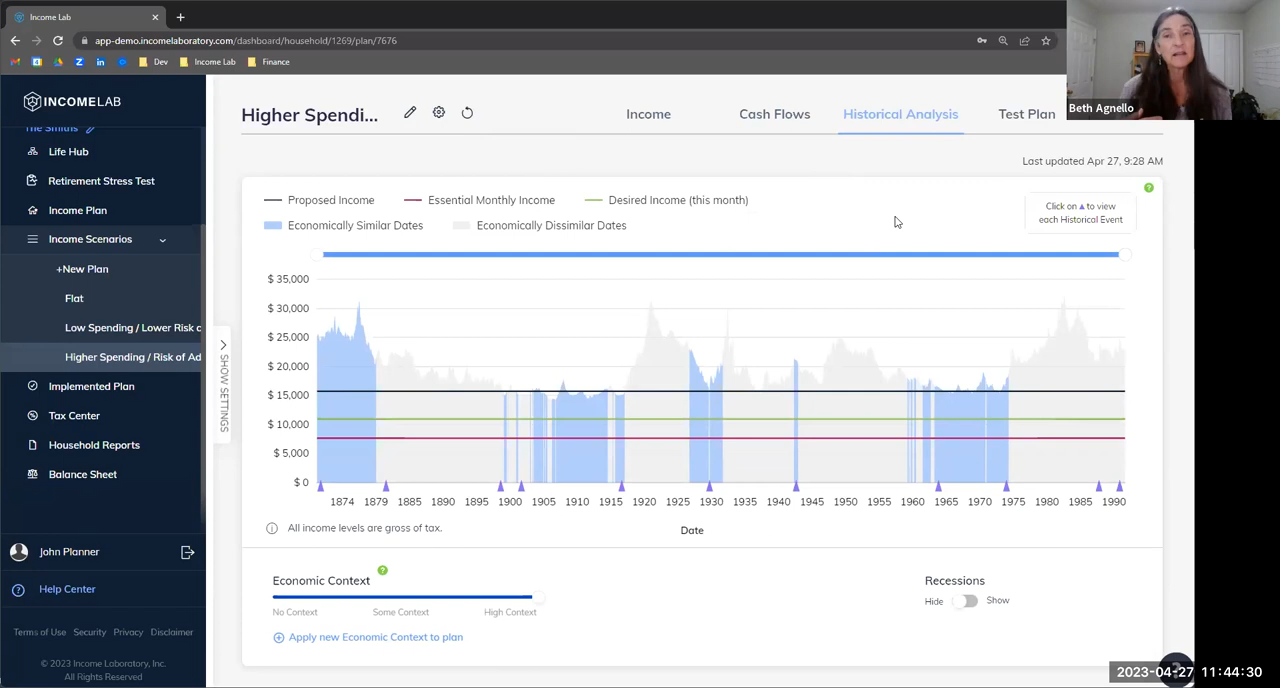 Income Lab
app-demo.incomelaboratory.com/dashboard/household/1269/plan/7676
Dev
Income Lab
Finance
Beth Agnello
INCOMELAB
The Smiths
Life Hub
Retirement Stress Test
Income Plan
Income Scenarios
+New Plan
Flat
Low Spending / Lower Risk
Higher Spending / Risk of Ad
Implemented Plan
Tax Center
Household Reports
Balance Sheet
John Planner
Help Center
Terms of Use Security Privacy Disclaimer
© 2023 Income Laboratory, Inc.
All Rights Reserved
Higher Spendi...
Income
Cash Flows
Historical Analysis
Test Plan
Last updated Apr 27, 9:28 AM
SHOW SETTINGS
Proposed Income
Essential Monthly Income
Desired Income (this month)
Economically Similar Dates
Economically Dissimilar Dates
Click on ▲ to view
each Historical Event
$ 35,000
$ 30,000
$ 25,000
$ 20,000
$ 15,000
$ 10,000
$ 5,000
$ 0
1874 1879 1885 1890 1895 1900 1905 1910 1914 1920 1925 1930 1935 1940 1945 1950 1955 1960 1965 1970 1975 1980 1985 1990
Date
All income levels are gross of tax.
Economic Context
No Context
Some Context
High Context
Apply new Economic Context to plan
Recessions
Hide
Show
2023-04-27 11:44:30